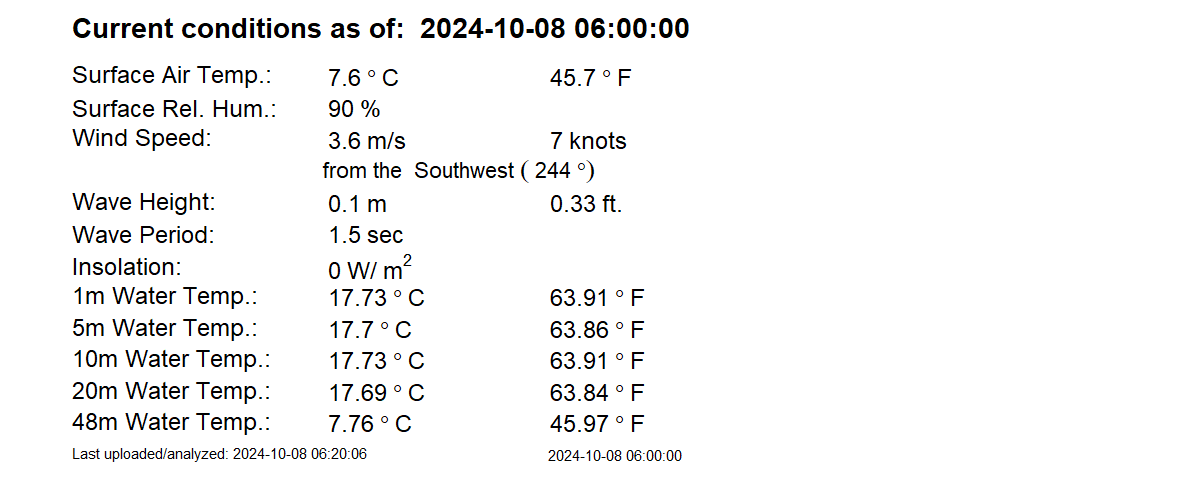 Current conditions as of: 2024-10-08 06:00:00
Surface Air Temp.: 7.6 ° C 45.7 ° F
Surface Rel. Hum.: 90 %
Wind Speed: 3.6 m/s 7 knots
from the Southwest ( 244 °)
Wave Height: 0.1 m 0.33 ft.
Wave Period: 1.5 sec
Insolation: 0 W/ m²
1m Water Temp.: 17.73 ° C 63.91 ° F
5m Water Temp.: 17.7 ° C 63.86 ° F
10m Water Temp.: 17.73 ° C 63.91 ° F
20m Water Temp.: 17.69 ° C 63.84 ° F
48m Water Temp.: 7.76 ° C 45.97 ° F
Last uploaded/analyzed: 2024-10-08 06:20:06 2024-10-08 06:00:00